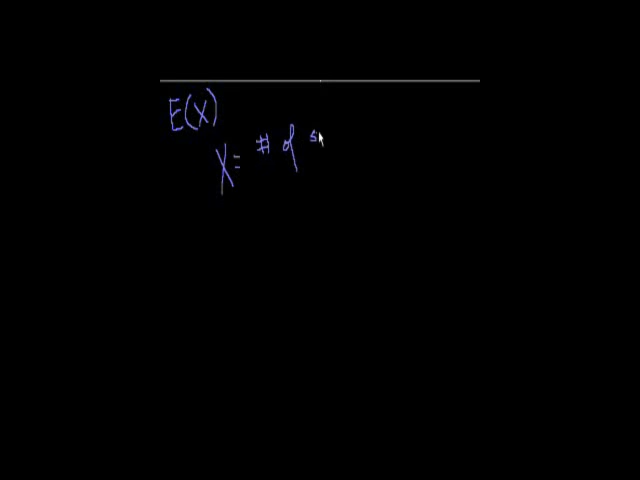 E(X)
X = # of s